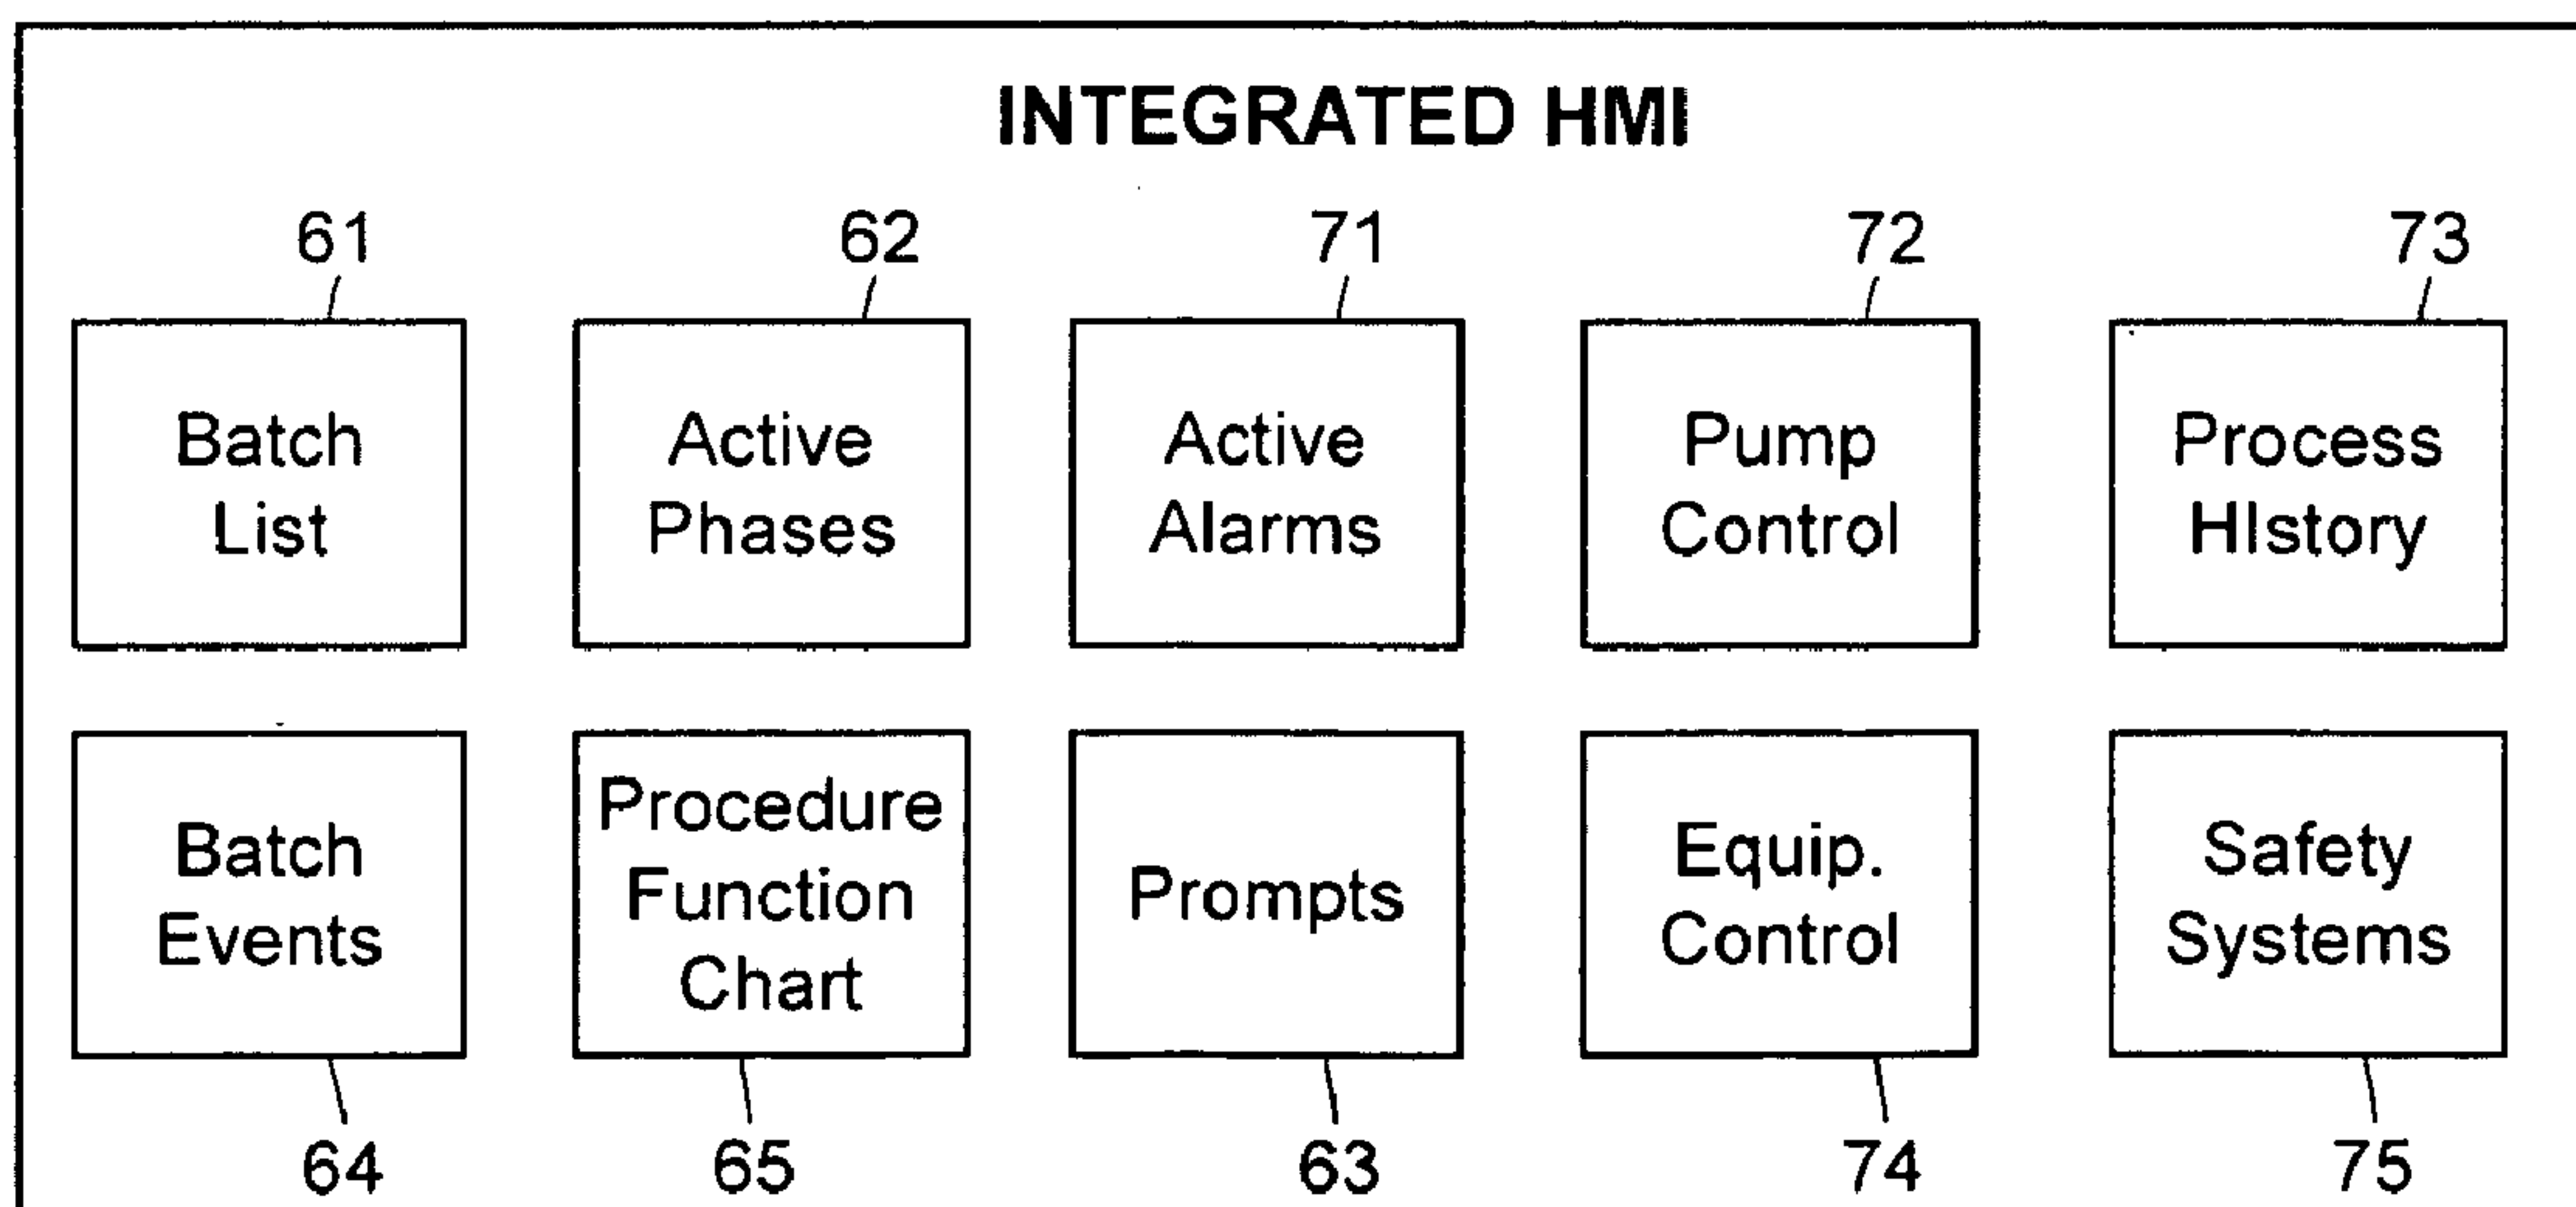 INTEGRATED HMI
61 62 71 72 73
Batch
List
Active
Phases
Active
Alarms
Pump
Control
Process
HIstory
Batch
Events
Procedure
Function
Chart
Prompts
Equip.
Control
Safety
Systems
64 65 63 74 75